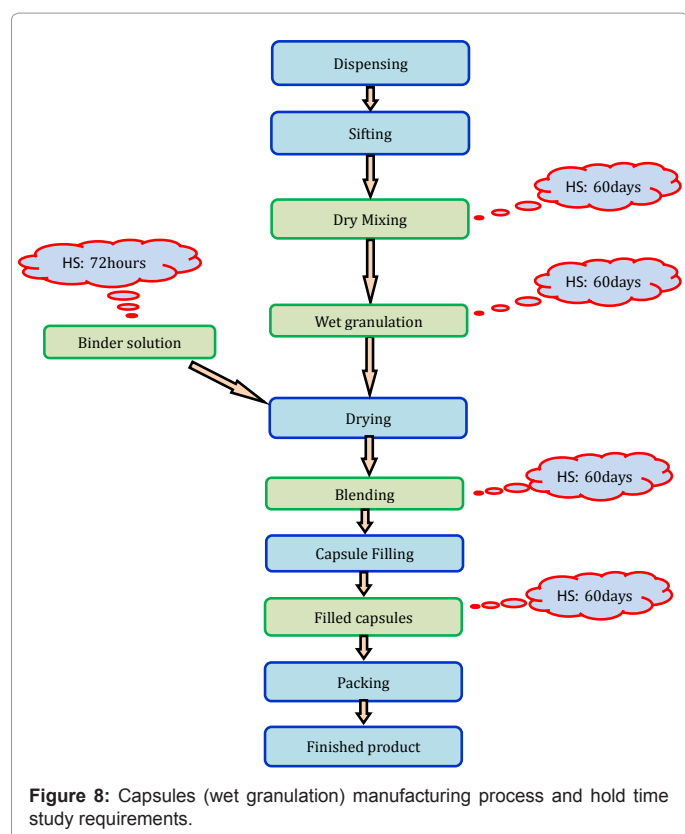 Dispensing
Sifting
HS: 60days
Dry Mixing
HS: 72hours
HS: 60days
Wet granulation
Binder solution
Drying
HS: 60days
Blending
Capsule Filling
HS: 60days
Filled capsules
Packing
Finished product
Figure 8: Capsules (wet granulation) manufacturing process and hold time
study requirements.